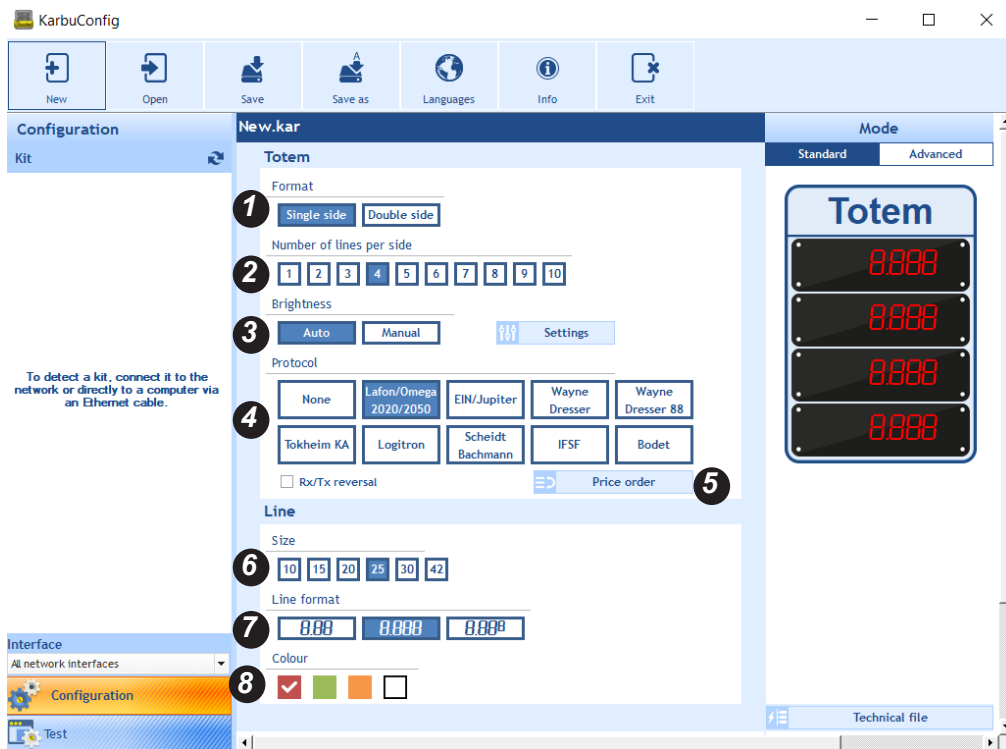 KarbuConfig
New
Open
Save
A
Save as
Languages
Info
Exit
Configuration
Kit
To detect a kit, connect it to the
network or directly to a computer via
an Ethernet cable.
Interface
All network interfaces
Configuration
Test
New.kar
Totem
Format
1
Single side
Double side
Number of lines per side
2
1 2 3 4 5 6 7 8 9 10
Brightness
3
Auto
Manual
Settings
Protocol
4
None
Lafon/Omega
2020/2050
EIN/Jupiter
Wayne
Dresser
Wayne
Dresser 88
Tokheim KA
Logitron
Scheidt
Bachmann
IFSF
Bodet
Rx/Tx reversal
Price order
5
Line
Size
6
10 15 20 25 30 42
Line format
7
8.88 8.888 8.888
Colour
8
Mode
Standard
Advanced
Totem
8.888
8.888
8.888
8.888
Technical file